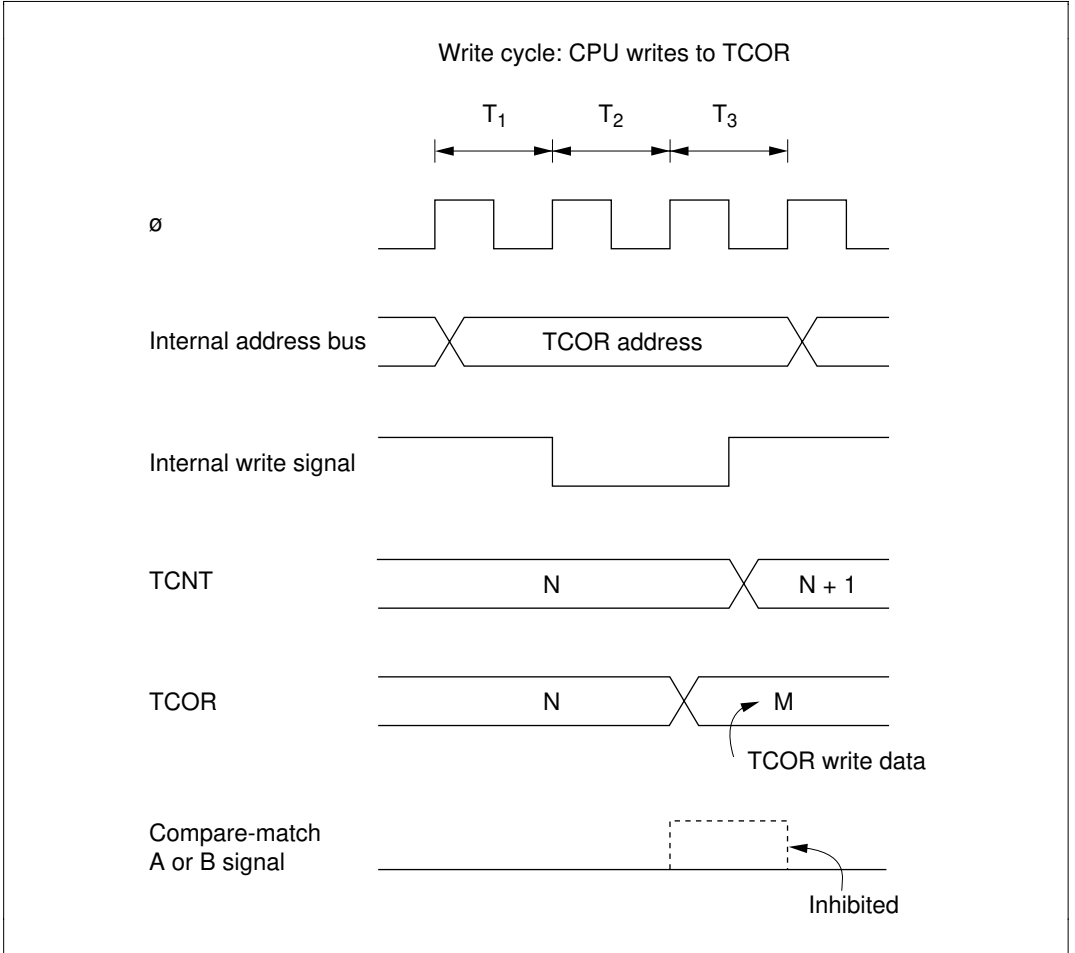 Write cycle: CPU writes to TCOR
T1 T2 T3
ø
Internal address bus
TCOR address
Internal write signal
TCNT
N
N + 1
TCOR
N
M
TCOR write data
Compare-match
A or B signal
Inhibited